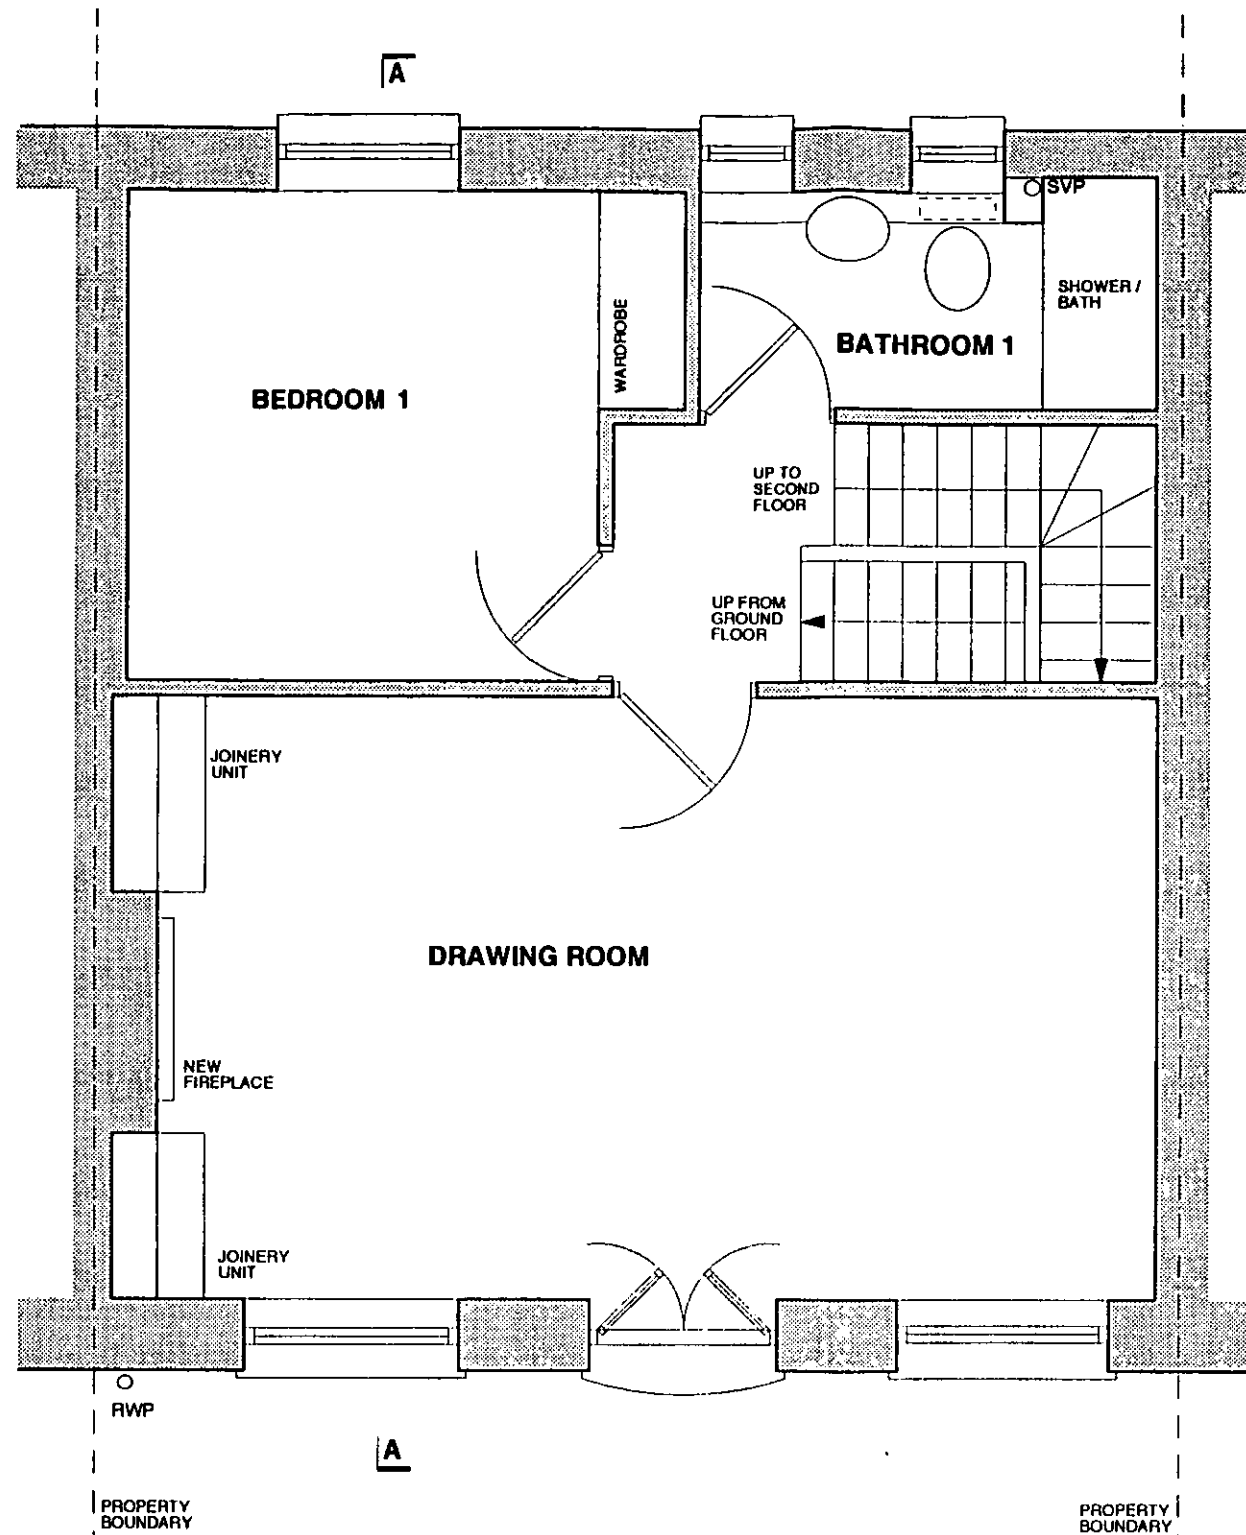 A
SVP
SHOWER /
BATH
WARDROBE
BATHROOM 1
BEDROOM 1
UP TO
SECOND
FLOOR
UP FROM
GROUND
FLOOR
JOINERY
UNIT
DRAWING ROOM
NEW
FIREPLACE
JOINERY
UNIT
RWP
A
PROPERTY
BOUNDARY
PROPERTY
BOUNDARY